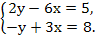 2y − 6x = 5,
−y + 3x = 8.